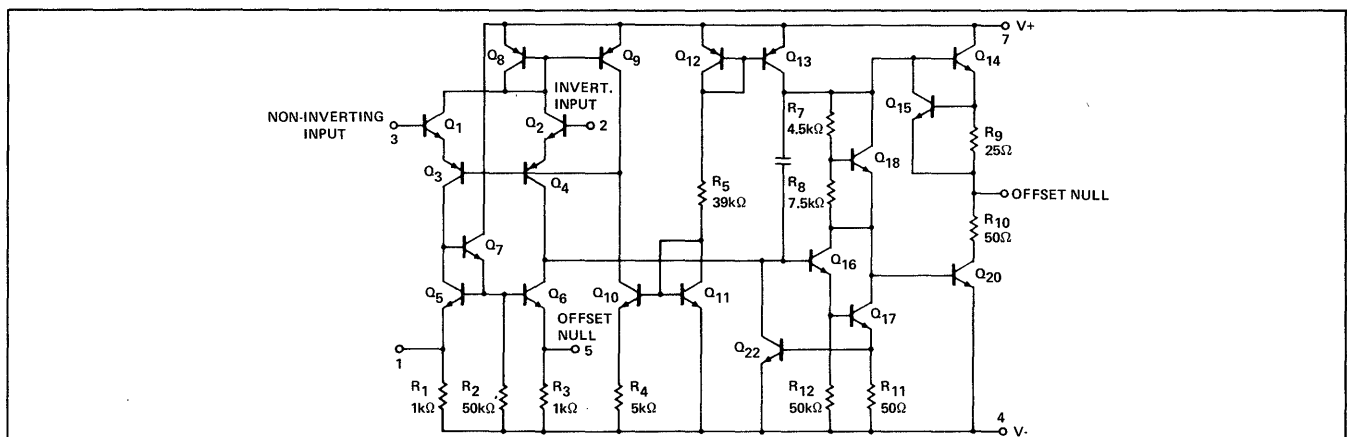 V+
7
Q8
Q9
Q12
Q13
Q14
INVERT.
INPUT
R7
4.5kΩ
Q15
NON-INVERTING
INPUT
3
Q1
Q2
2
R9
25Ω
Q18
Q3
Q4
R5
39kΩ
R8
7.5kΩ
OFFSET NULL
R10
50Ω
Q7
Q16
Q20
Q5
Q6
Q10
Q11
OFFSET
NULL
Q17
1
5
Q22
R1
1kΩ
R2
50kΩ
R3
1kΩ
R4
5kΩ
R12
50kΩ
R11
50Ω
4
V-